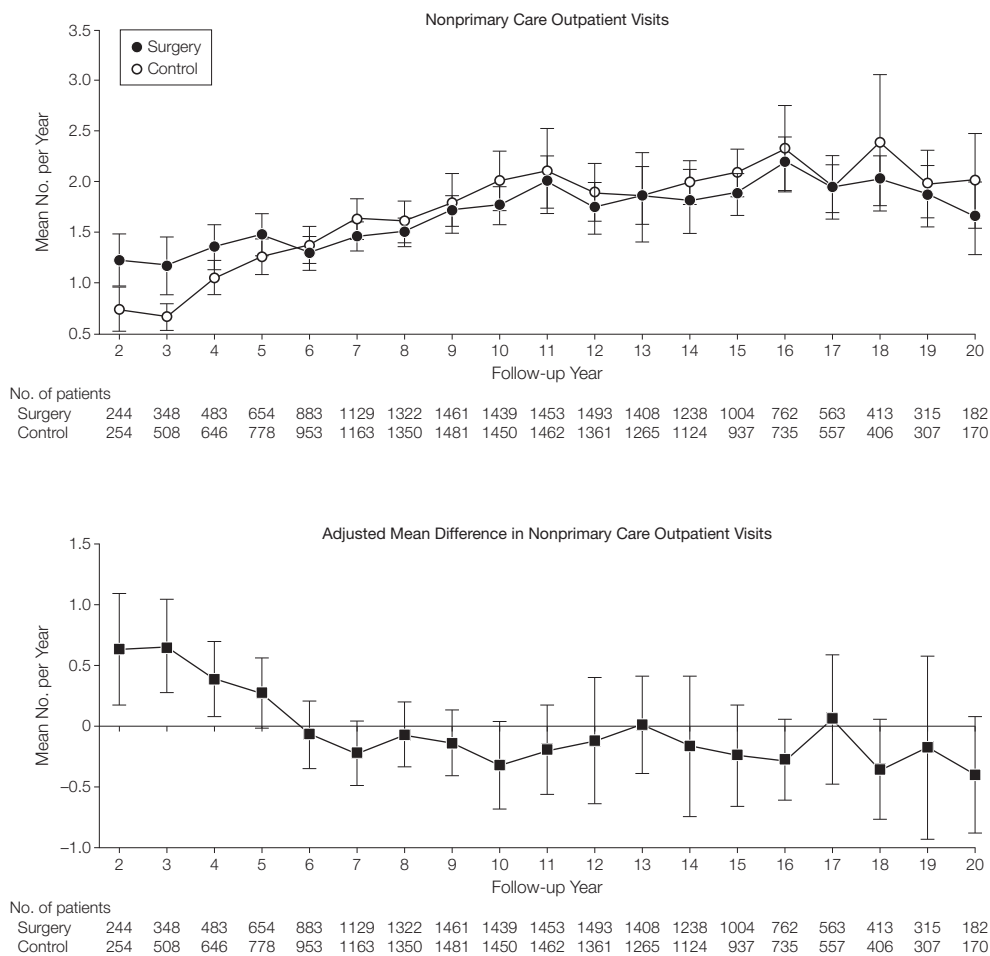 Nonprimary Care Outpatient Visits
3.5
3.0
2.5
2.0
1.5
1.0
0.5
Mean No. per Year
Surgery
Control
2 3 4 5 6 7 8 9 10 11 12 13 14 15 16 17 18 19 20
Follow-up Year
No. of patients
Surgery 244 348 483 654 883 1129 1322 1461 1439 1453 1493 1408 1238 1004 762 563 413 315 182
Control 254 508 646 778 953 1163 1350 1481 1450 1462 1361 1265 1124 937 735 557 406 307 170
Adjusted Mean Difference in Nonprimary Care Outpatient Visits
1.5
1.0
0.5
0
−0.5
−1.0
Mean No. per Year
2 3 4 5 6 7 8 9 10 11 12 13 14 15 16 17 18 19 20
Follow-up Year
No. of patients
Surgery 244 348 483 654 883 1129 1322 1461 1439 1453 1493 1408 1238 1004 762 563 413 315 182
Control 254 508 646 778 953 1163 1350 1481 1450 1462 1361 1265 1124 937 735 557 406 307 170